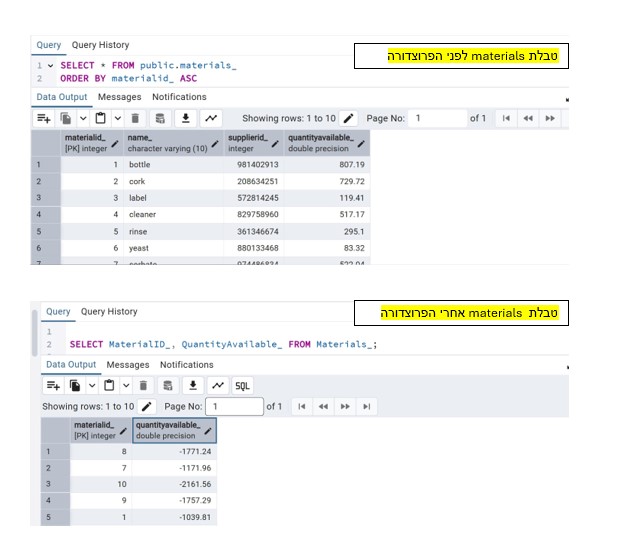 Query Query History
טבלת materials לפני הפרוצדורה
1 SELECT * FROM public.materials_
2 ORDER BY materialid_ ASC
Data Output Messages Notifications
Showing rows: 1 to 10 Page No: 1 of 1
materialid_ name_ supplierid_ quantityavailable_
[PK] integer character varying (10) integer double precision
1 1 bottle 981402913 807.19
2 2 cork 208634251 729.72
3 3 label 572814245 119.41
4 4 cleaner 829758960 517.17
5 5 rinse 361346674 295.1
6 6 yeast 880133468 83.32
7 7 sorbate 974486834 522.04
Query Query History
טבלת materials אחרי הפרוצדורה
1
2 SELECT MaterialID_, QuantityAvailable_ FROM Materials_;
Data Output Messages Notifications
SQL
Showing rows: 1 to 10 Page No: 1 of 1
materialid_ quantityavailable_
[PK] integer double precision
1 8 -1771.24
2 7 -1171.96
3 10 -2161.56
4 9 -1757.29
5 1 -1039.81